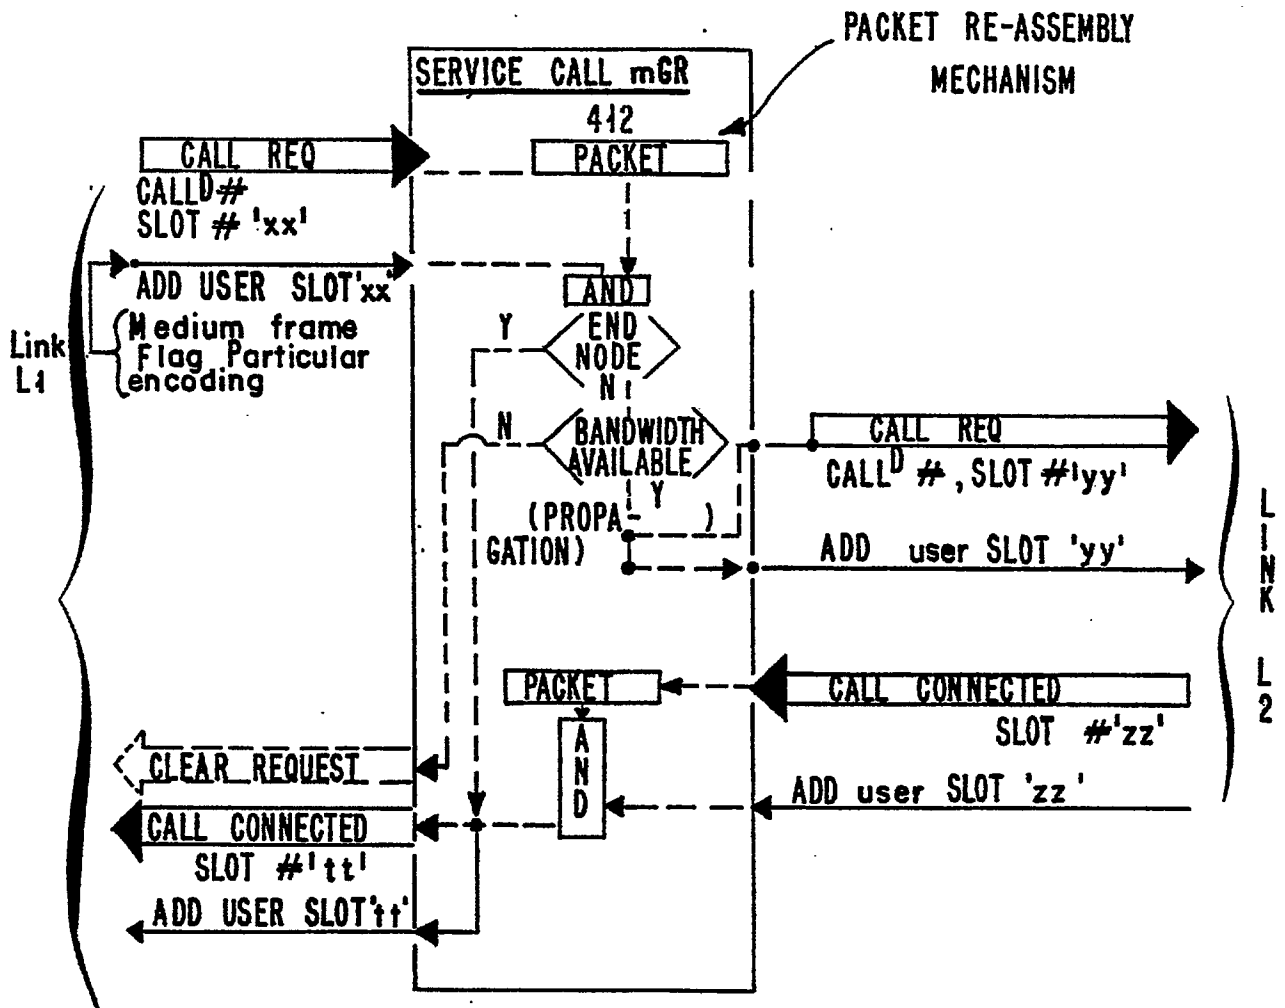 PACKET RE-ASSEMBLY
MECHANISM
SERVICE CALL mGR
412
CALL REQ
PACKET
CALLD #
SLOT # 'xx'
ADD USER SLOT'xx'
AND
Link
L1
Medium frame
Flag Particular
encoding
Y
END
NODE
N
N
BANDWIDTH
AVAILABLE
Y
(PROPA- )
GATION)
CALL REQ
CALLD #, SLOT #'yy'
ADD user SLOT 'yy'
LINK L2
PACKET
CALL CONNECTED
SLOT #'zz'
AND
ADD user SLOT 'zz'
CLEAR REQUEST
CALL CONNECTED
SLOT #'tt'
ADD USER SLOT'tt'